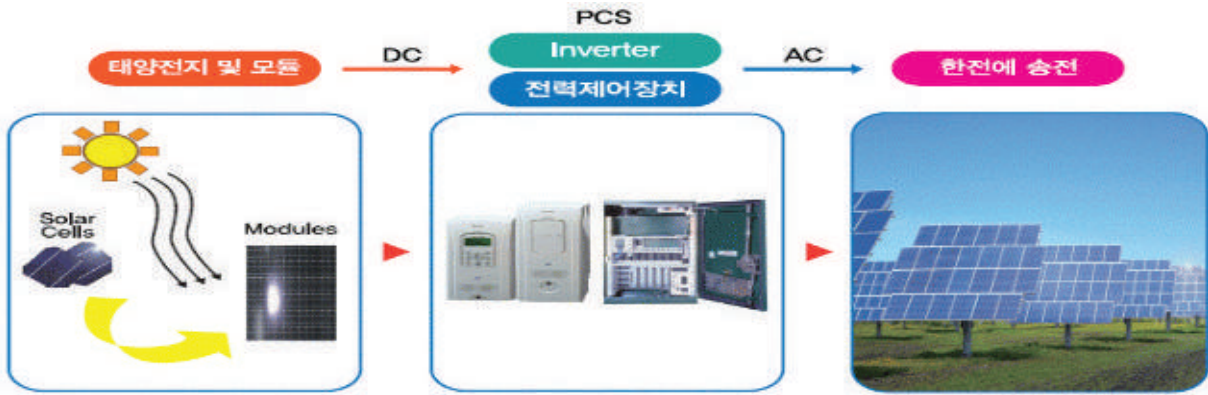 PCS
태양전지 및 모듈
DC
Inverter
전력제어장치
AC
한전에 송전
Solar
Cells
Modules